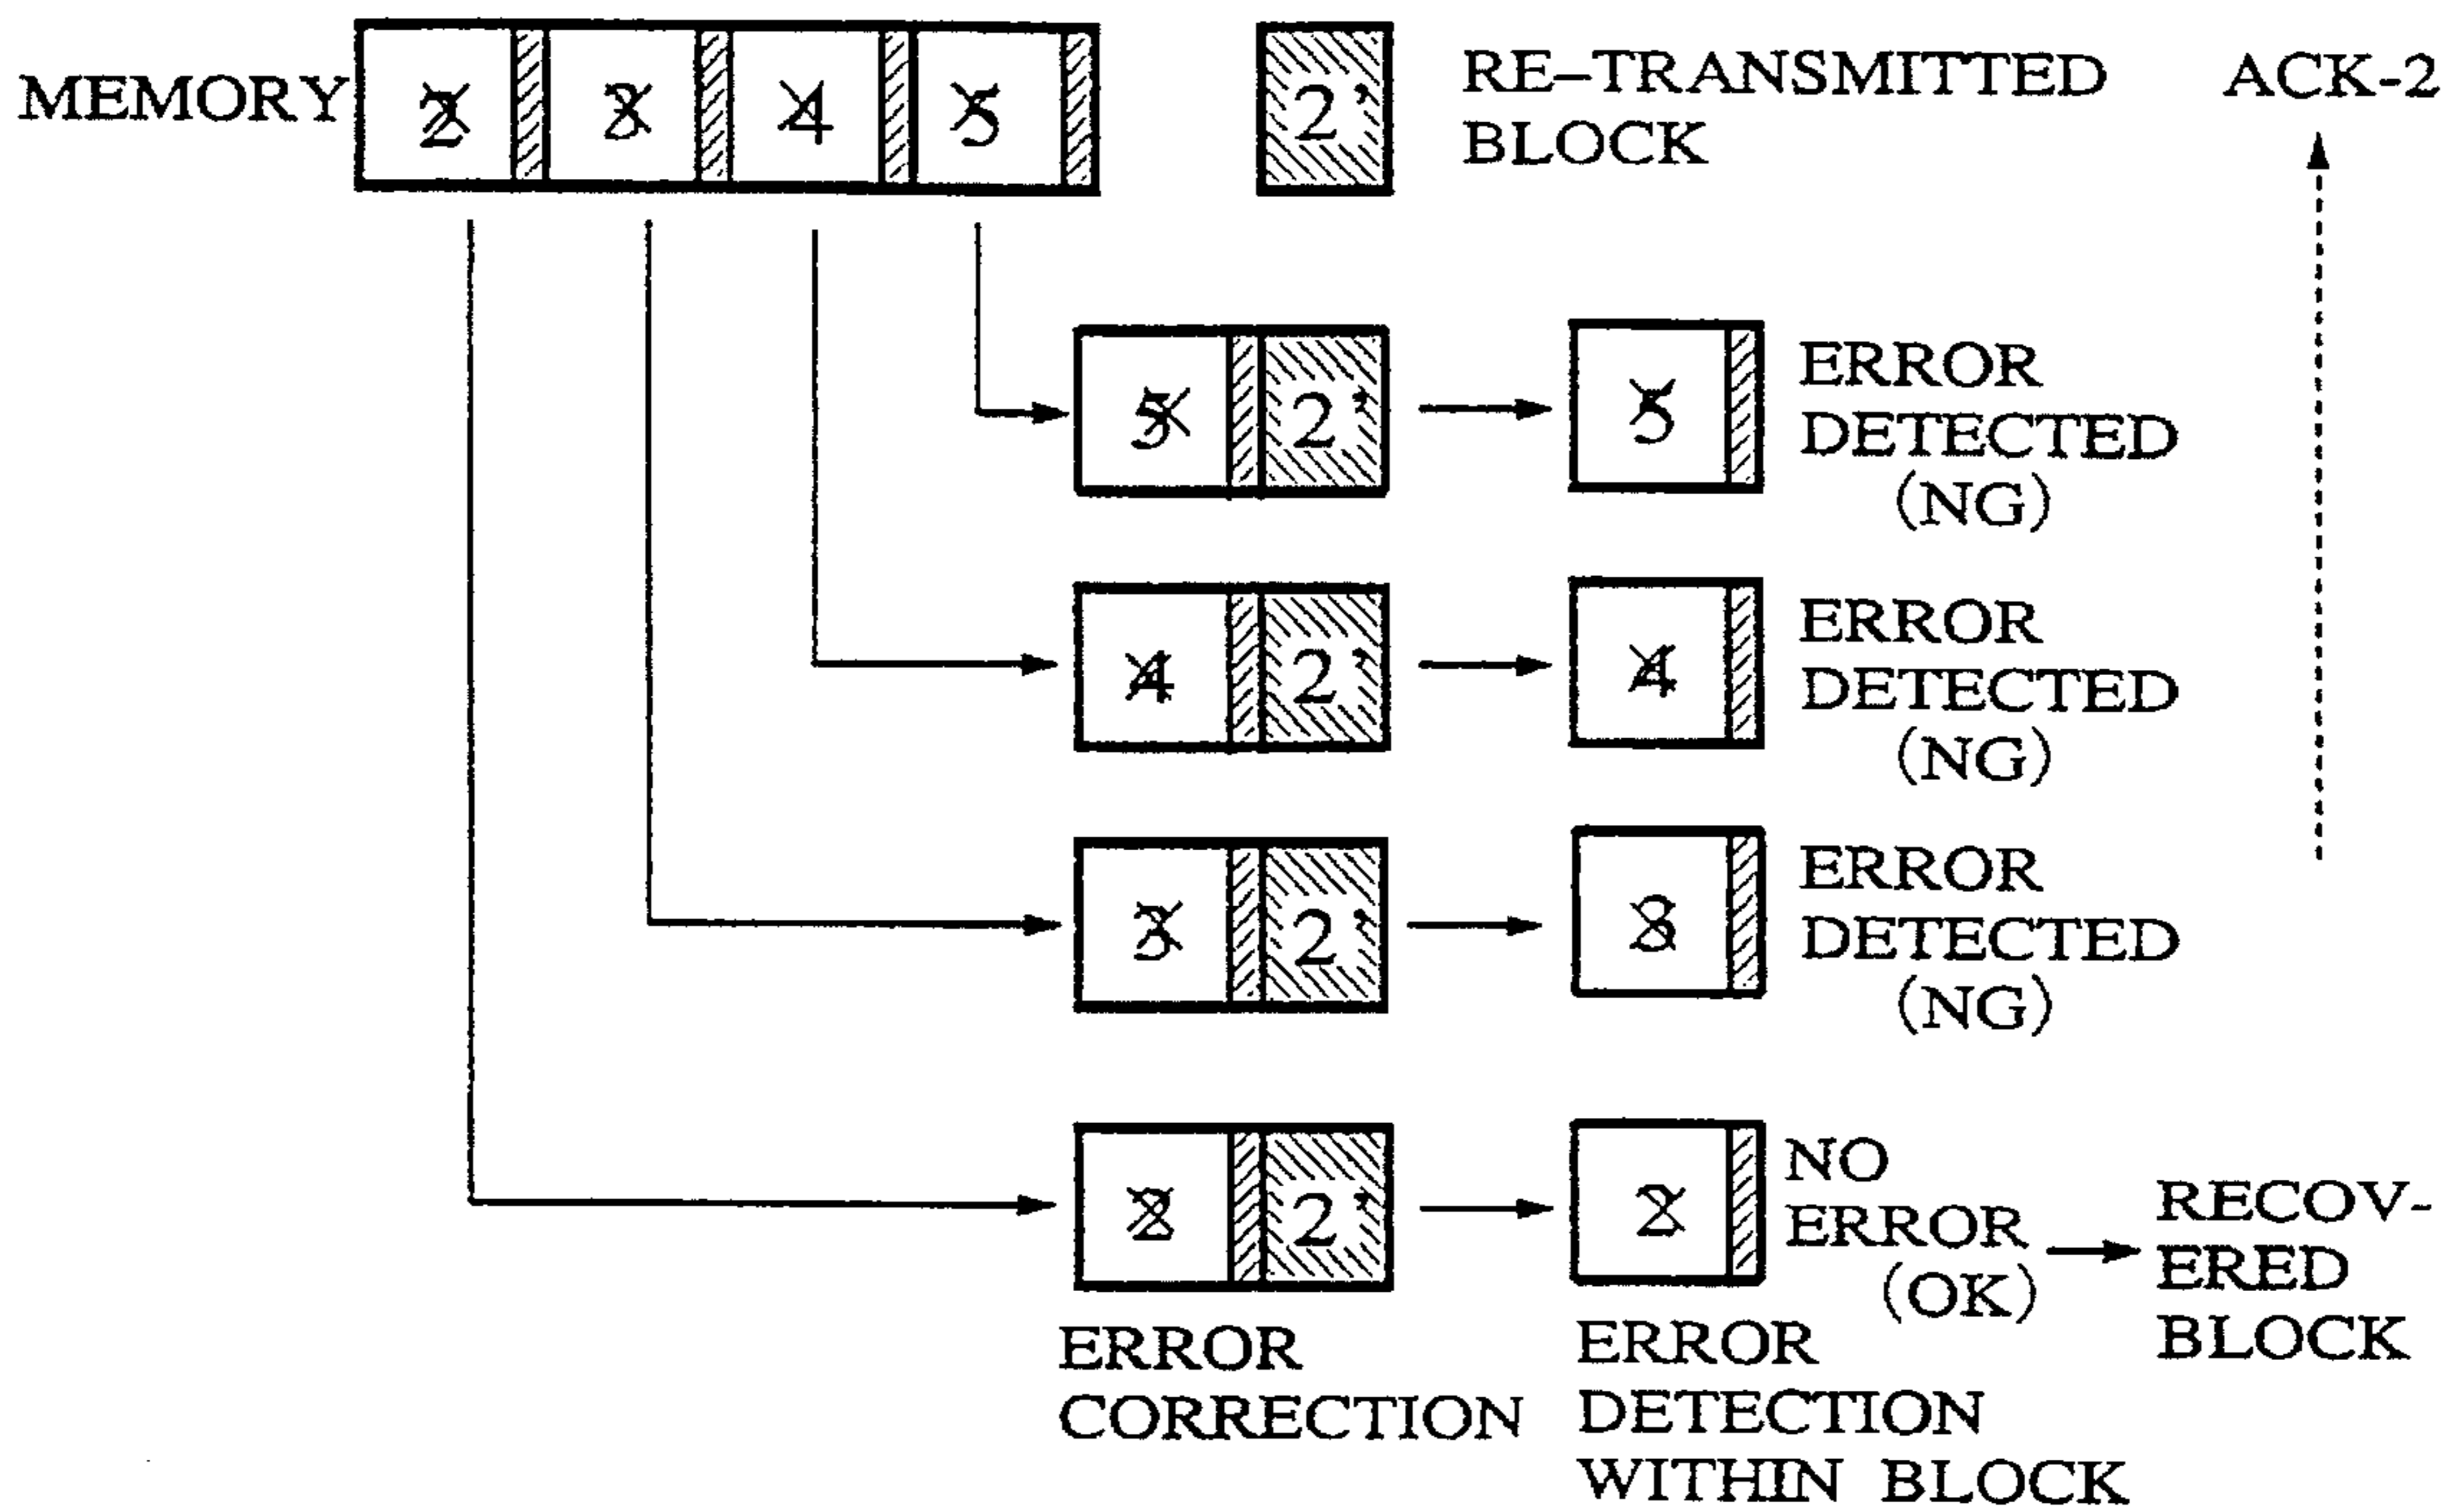 MEMORY 2 3 4 5 2' RE-TRANSMITTED ACK-2
BLOCK
5 2' 5 ERROR
DETECTED
(NG)
4 2' 4 ERROR
DETECTED
(NG)
3 2' 3 ERROR
DETECTED
(NG)
2 2' 2 NO
ERROR
(OK)
RECOV-
ERED
BLOCK
ERROR
CORRECTION
ERROR
DETECTION
WITHIN BLOCK